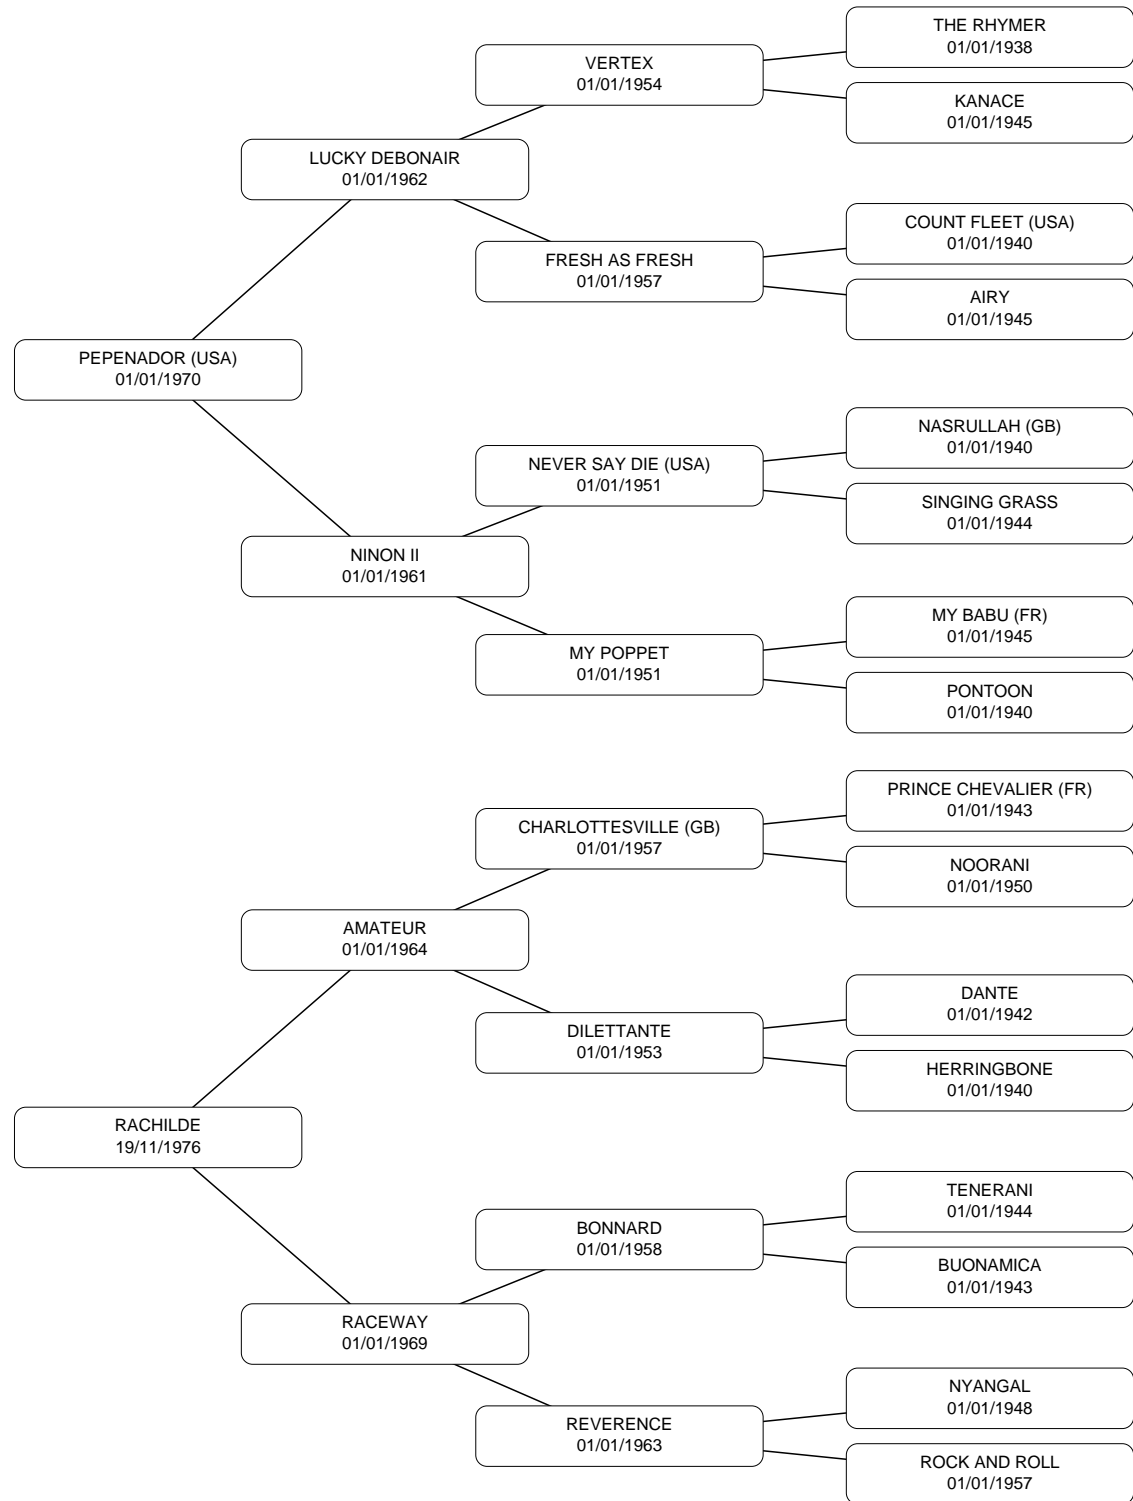 THE RHYMER
01/01/1938
VERTEX
01/01/1954
KANACE
01/01/1945
LUCKY DEBONAIR
01/01/1962
COUNT FLEET (USA)
01/01/1940
FRESH AS FRESH
01/01/1957
AIRY
01/01/1945
PEPENADOR (USA)
01/01/1970
NASRULLAH (GB)
01/01/1940
NEVER SAY DIE (USA)
01/01/1951
SINGING GRASS
01/01/1944
NINON II
01/01/1961
MY BABU (FR)
01/01/1945
MY POPPET
01/01/1951
PONTOON
01/01/1940
PRINCE CHEVALIER (FR)
01/01/1943
CHARLOTTESVILLE (GB)
01/01/1957
NOORANI
01/01/1950
AMATEUR
01/01/1964
DANTE
01/01/1942
DILETTANTE
01/01/1953
HERRINGBONE
01/01/1940
RACHILDE
19/11/1976
TENERANI
01/01/1944
BONNARD
01/01/1958
BUONAMICA
01/01/1943
RACEWAY
01/01/1969
NYANGAL
01/01/1948
REVERENCE
01/01/1963
ROCK AND ROLL
01/01/1957